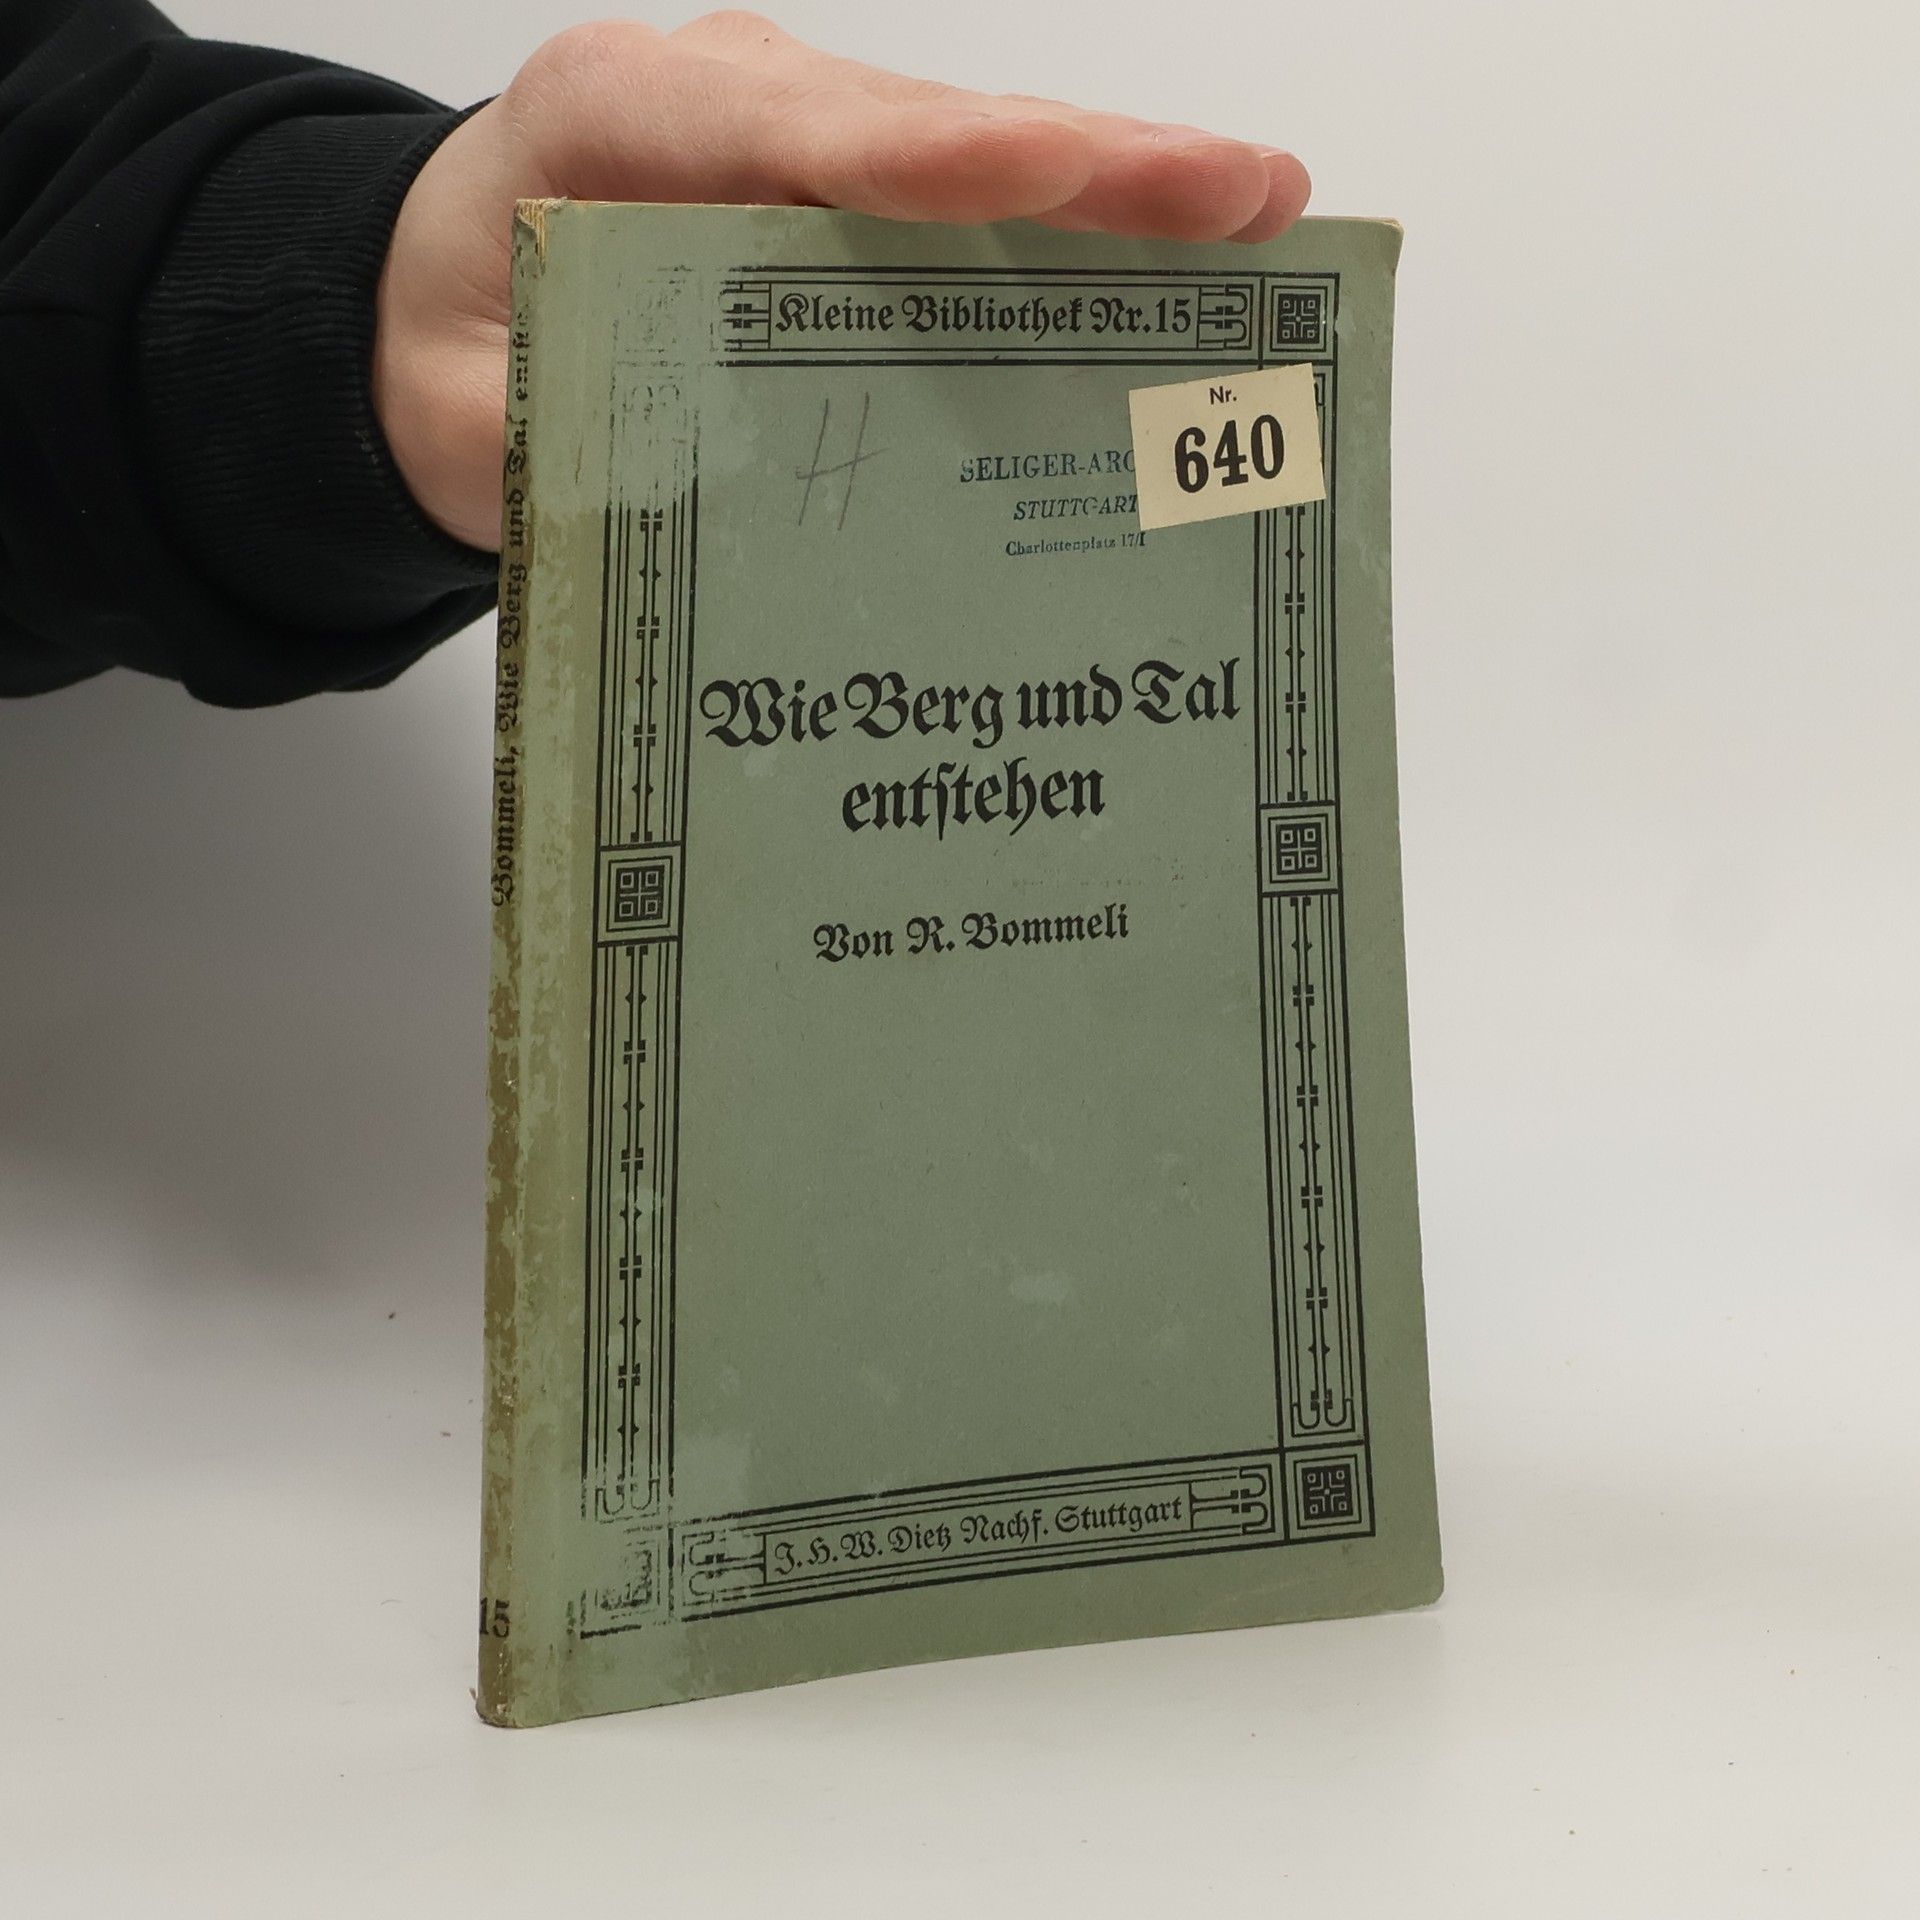 Kleine Bibliothek Nr. 15
H
Nr.
640
SELIGER-ARC
STUTTGART
Charlottenplatz 17/I
Wie Berg und Tal
entstehen
Von R. Bommeli
J. H. W. Dietz Nachf. Stuttgart
Bommeli, Wie Berg und Tal
15